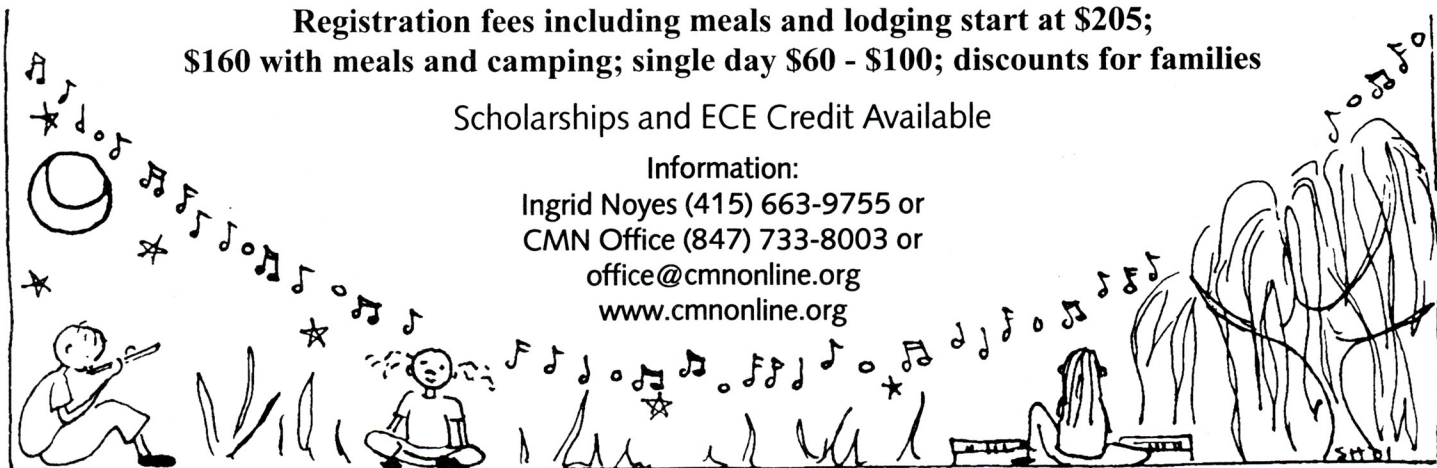 Registration fees including meals and lodging start at $205;
$160 with meals and camping; single day $60 - $100; discounts for families
Scholarships and ECE Credit Available
Information:
Ingrid Noyes (415) 663-9755 or
CMN Office (847) 733-8003 or
office@cmnonline.org
www.cmnonline.org